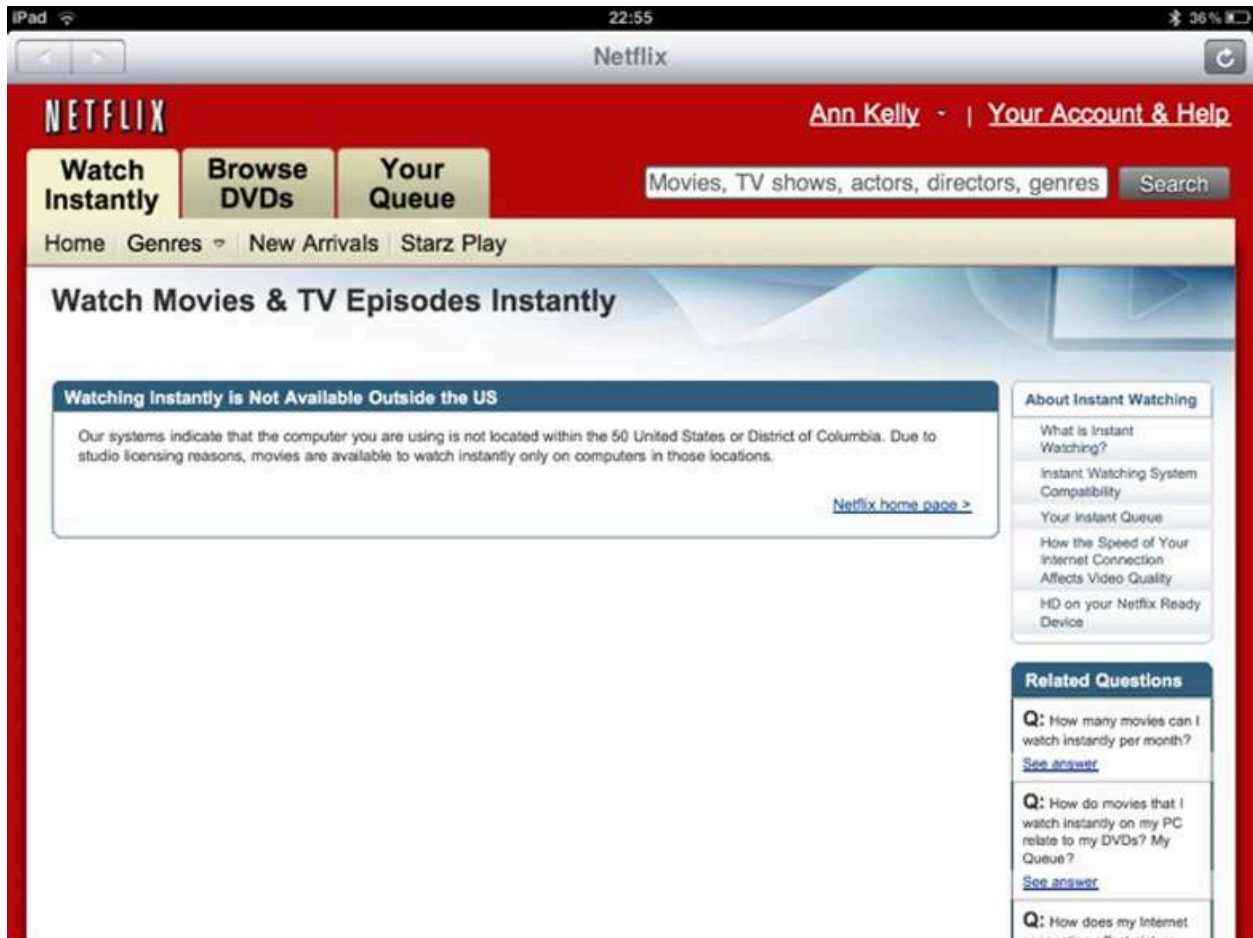 iPad 22:55 36%
Netflix
NETFLIX
Ann Kelly | Your Account & Help
Watch Instantly
Browse DVDs
Your Queue
Movies, TV shows, actors, directors, genres Search
Home Genres New Arrivals Starz Play
Watch Movies & TV Episodes Instantly
Watching Instantly is Not Available Outside the US
Our systems indicate that the computer you are using is not located within the 50 United States or District of Columbia. Due to
studio licensing reasons, movies are available to watch instantly only on computers in those locations.
Netflix home page >
About Instant Watching
What is Instant
Watching?
Instant Watching System
Compatibility
Your Instant Queue
How the Speed of Your
Internet Connection
Affects Video Quality
HD on your Netflix Ready
Device
Related Questions
Q: How many movies can I
watch instantly per month?
See answer
Q: How do movies that I
watch instantly on my PC
relate to my DVDs? My
Queue?
See answer
Q: How does my Internet